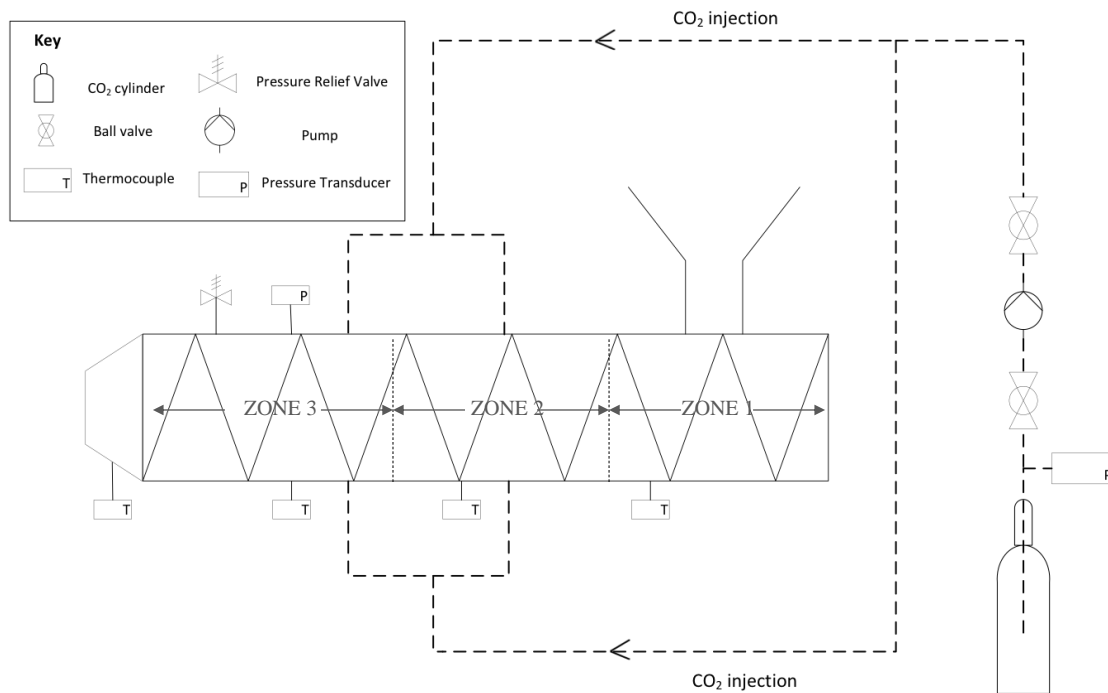 CO₂ injection
Key
CO₂ cylinder
Pressure Relief Valve
Ball valve
Pump
T
Thermocouple
P
Pressure Transducer
P
ZONE 3
ZONE 2
ZONE 1
P
T
T
T
T
CO₂ injection